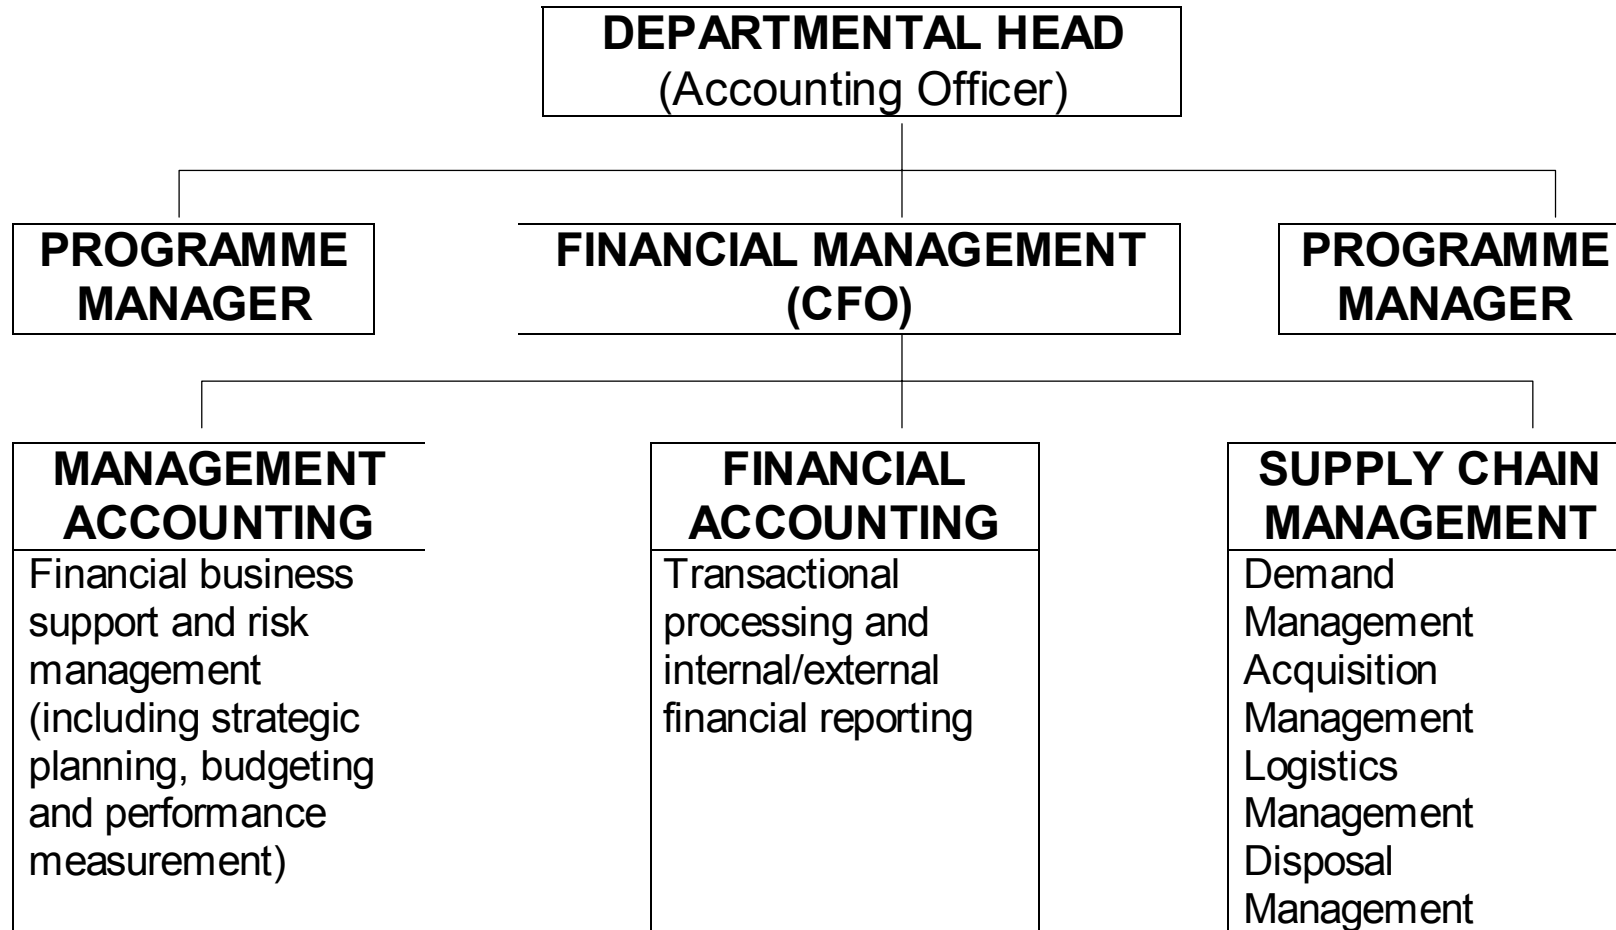 DEPARTMENTAL HEAD
(Accounting Officer)
PROGRAMME
MANAGER
FINANCIAL MANAGEMENT
(CFO)
PROGRAMME
MANAGER
MANAGEMENT
ACCOUNTING
Financial business
support and risk
management
(including strategic
planning, budgeting
and performance
measurement)
FINANCIAL
ACCOUNTING
Transactional
processing and
internal/external
financial reporting
SUPPLY CHAIN
MANAGEMENT
Demand
Management
Acquisition
Management
Logistics
Management
Disposal
Management